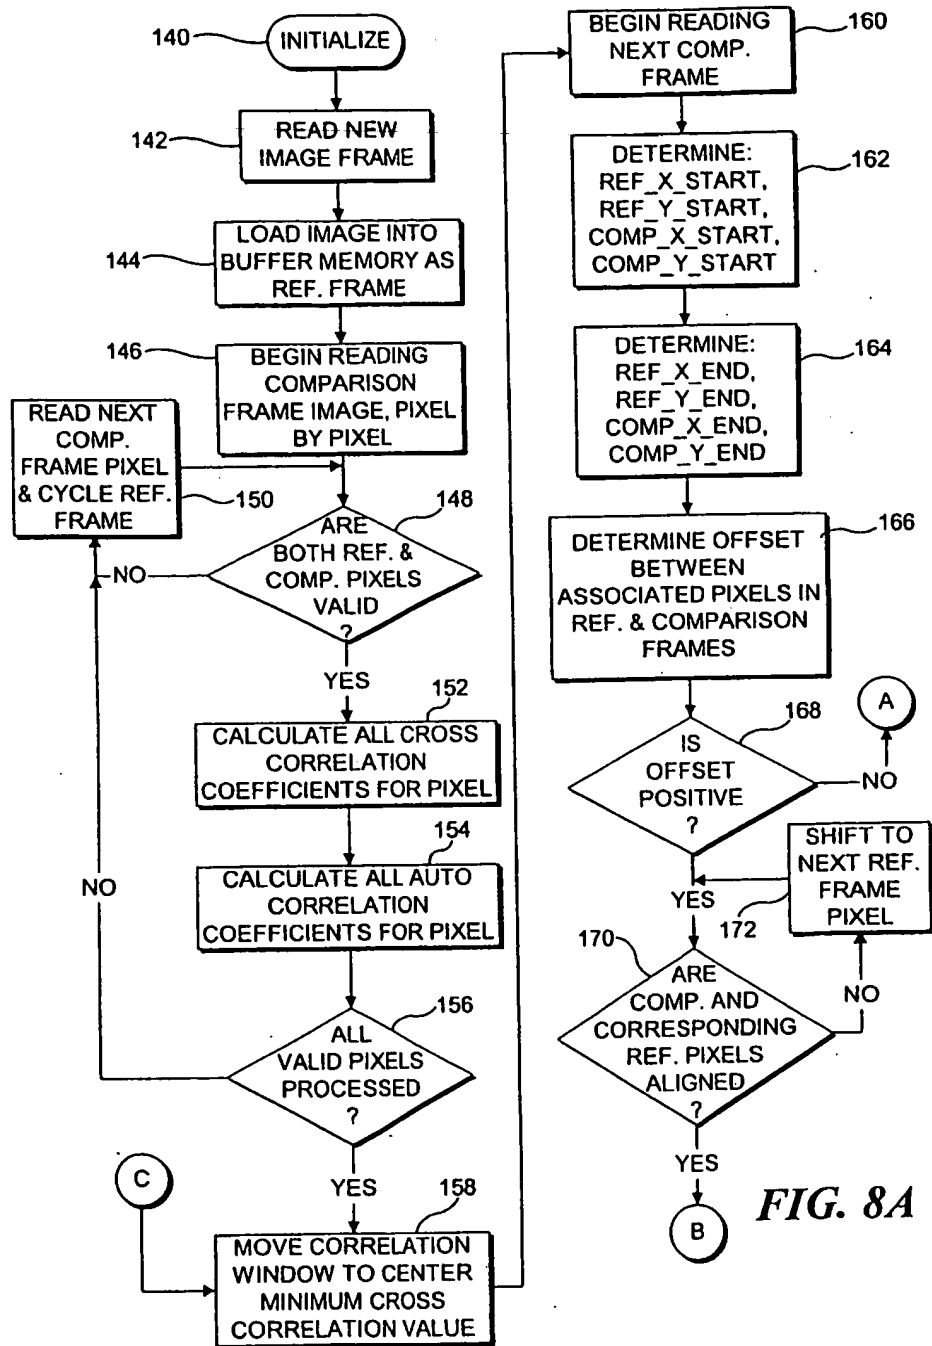 140
INITIALIZE
142
READ NEW
IMAGE FRAME
144
LOAD IMAGE INTO
BUFFER MEMORY AS
REF. FRAME
146
BEGIN READING
COMPARISON
FRAME IMAGE, PIXEL
BY PIXEL
READ NEXT
COMP.
FRAME PIXEL
& CYCLE REF.
FRAME
150
148
ARE
BOTH REF. &
COMP. PIXELS
VALID
?
NO
YES
152
CALCULATE ALL CROSS
CORRELATION
COEFFICIENTS FOR PIXEL
154
CALCULATE ALL AUTO
CORRELATION
COEFFICIENTS FOR PIXEL
NO
156
ALL
VALID PIXELS
PROCESSED
?
YES
C
158
MOVE CORRELATION
WINDOW TO CENTER
MINIMUM CROSS
CORRELATION VALUE
BEGIN READING
NEXT COMP.
FRAME
160
DETERMINE:
REF_X_START,
REF_Y_START,
COMP_X_START,
COMP_Y_START
162
DETERMINE:
REF_X_END,
REF_Y_END,
COMP_X_END,
COMP_Y_END
164
166
DETERMINE OFFSET
BETWEEN
ASSOCIATED PIXELS IN
REF. & COMPARISON
FRAMES
168
A
IS
OFFSET
POSITIVE
?
NO
YES
SHIFT TO
NEXT REF.
FRAME
PIXEL
172
170
ARE
COMP. AND
CORRESPONDING
REF. PIXELS
ALIGNED
?
NO
YES
B
FIG. 8A